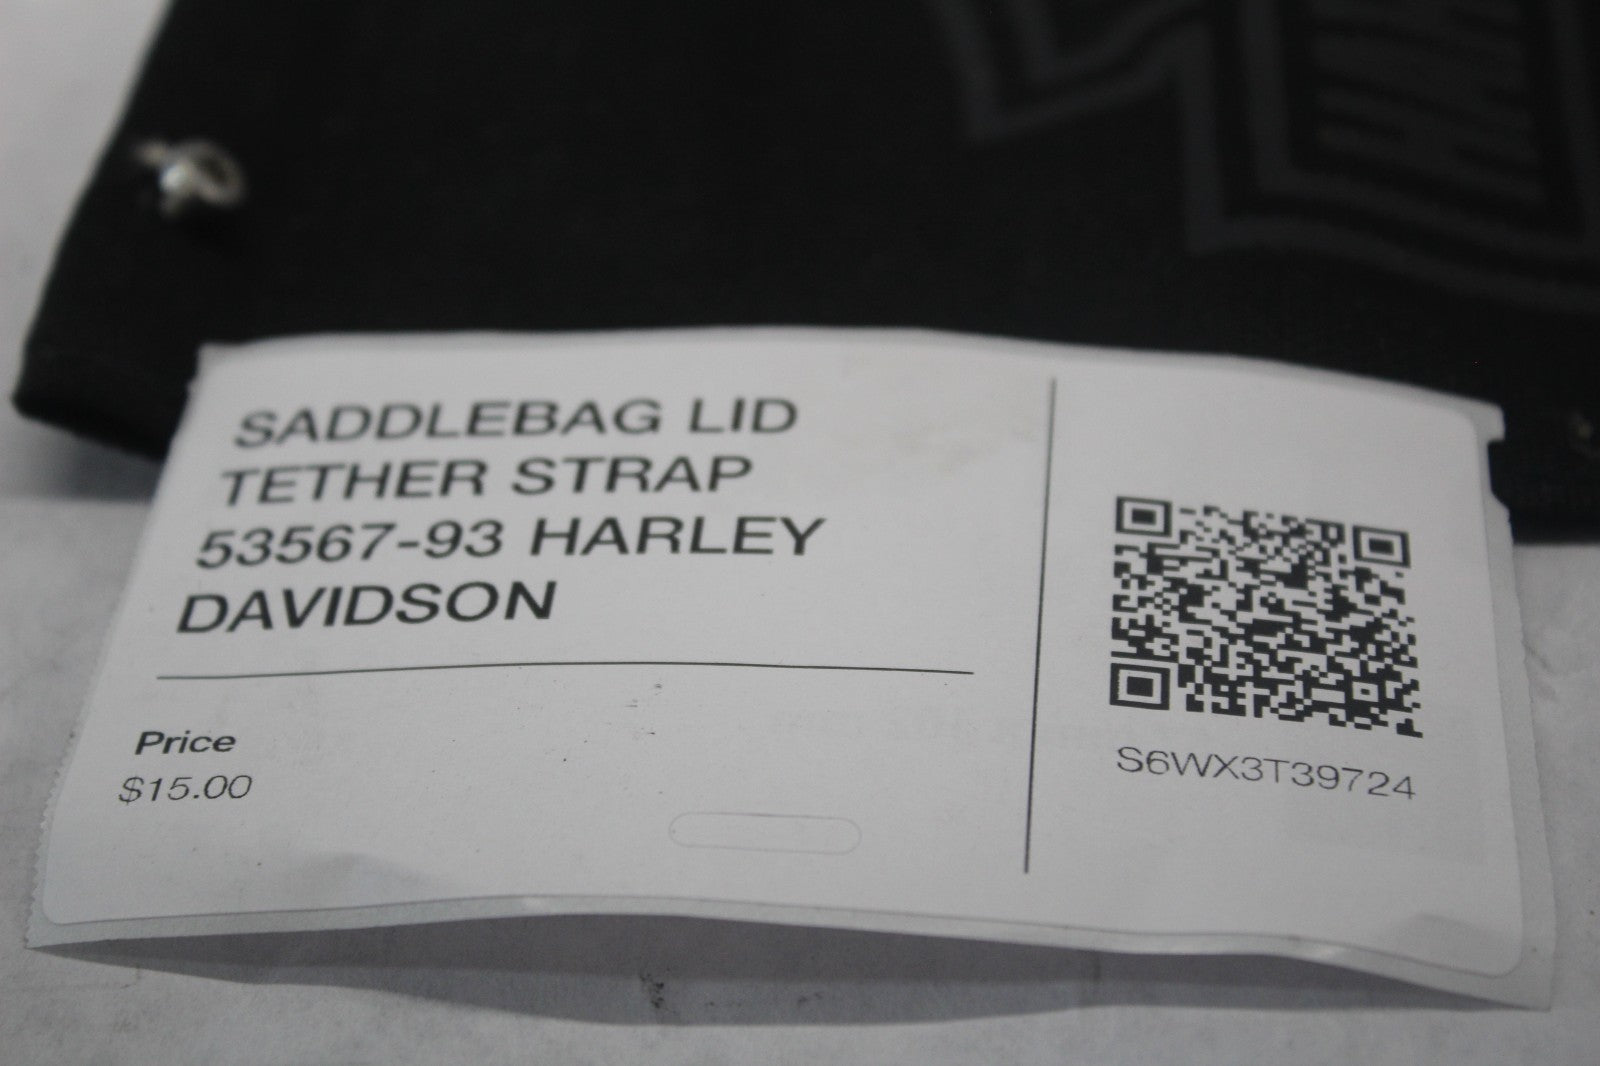 SADDLEBAG LID
TETHER STRAP
53567-93 HARLEY
DAVIDSON
Price
$15.00
S6WX3T39724